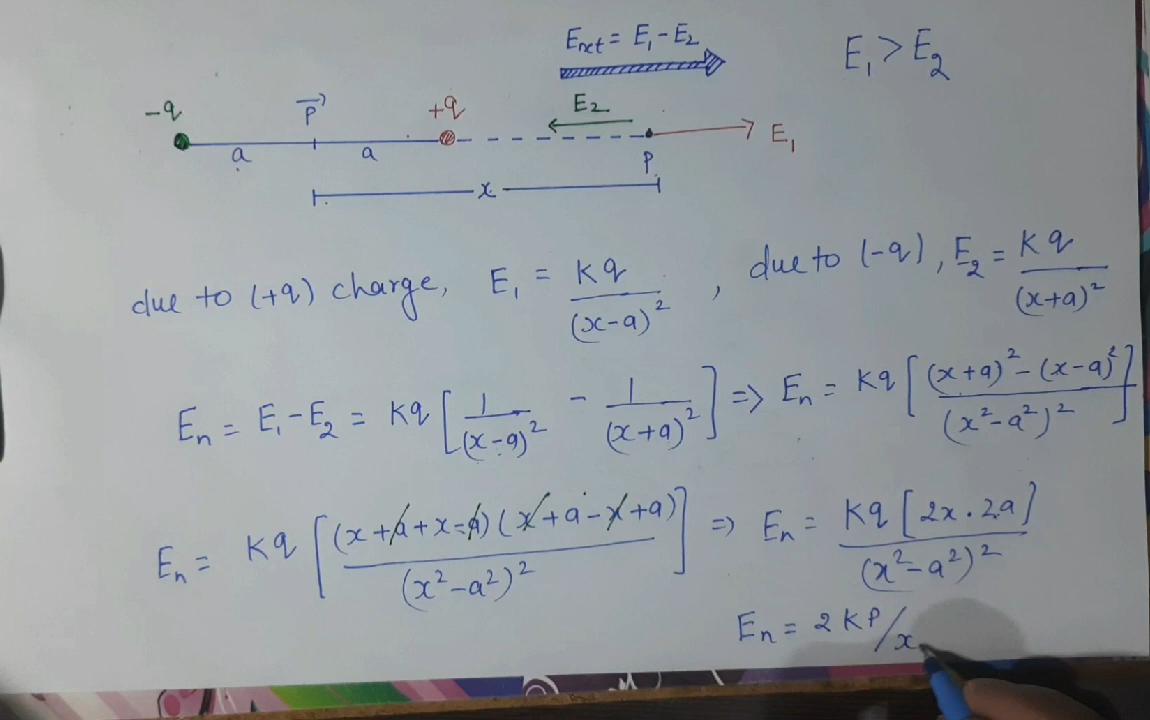 E_net = E₁ - E₂
E₁ > E₂
-q P⃗ +q E₂
a a P E₁
x
due to (+q) charge, E₁ = Kq/(x-a)² , due to (-q), E₂ = Kq/(x+a)²
Eₙ = E₁ - E₂ = Kq [1/(x-a)² - 1/(x+a)²] => Eₙ = Kq [((x+a)² - (x-a)²)/(x²-a²)²]
Eₙ = Kq [(x+a+x-a)(x+a-x+a)/(x²-a²)²] => Eₙ = Kq[2x·2a]/(x²-a²)²
Eₙ = 2KP/x